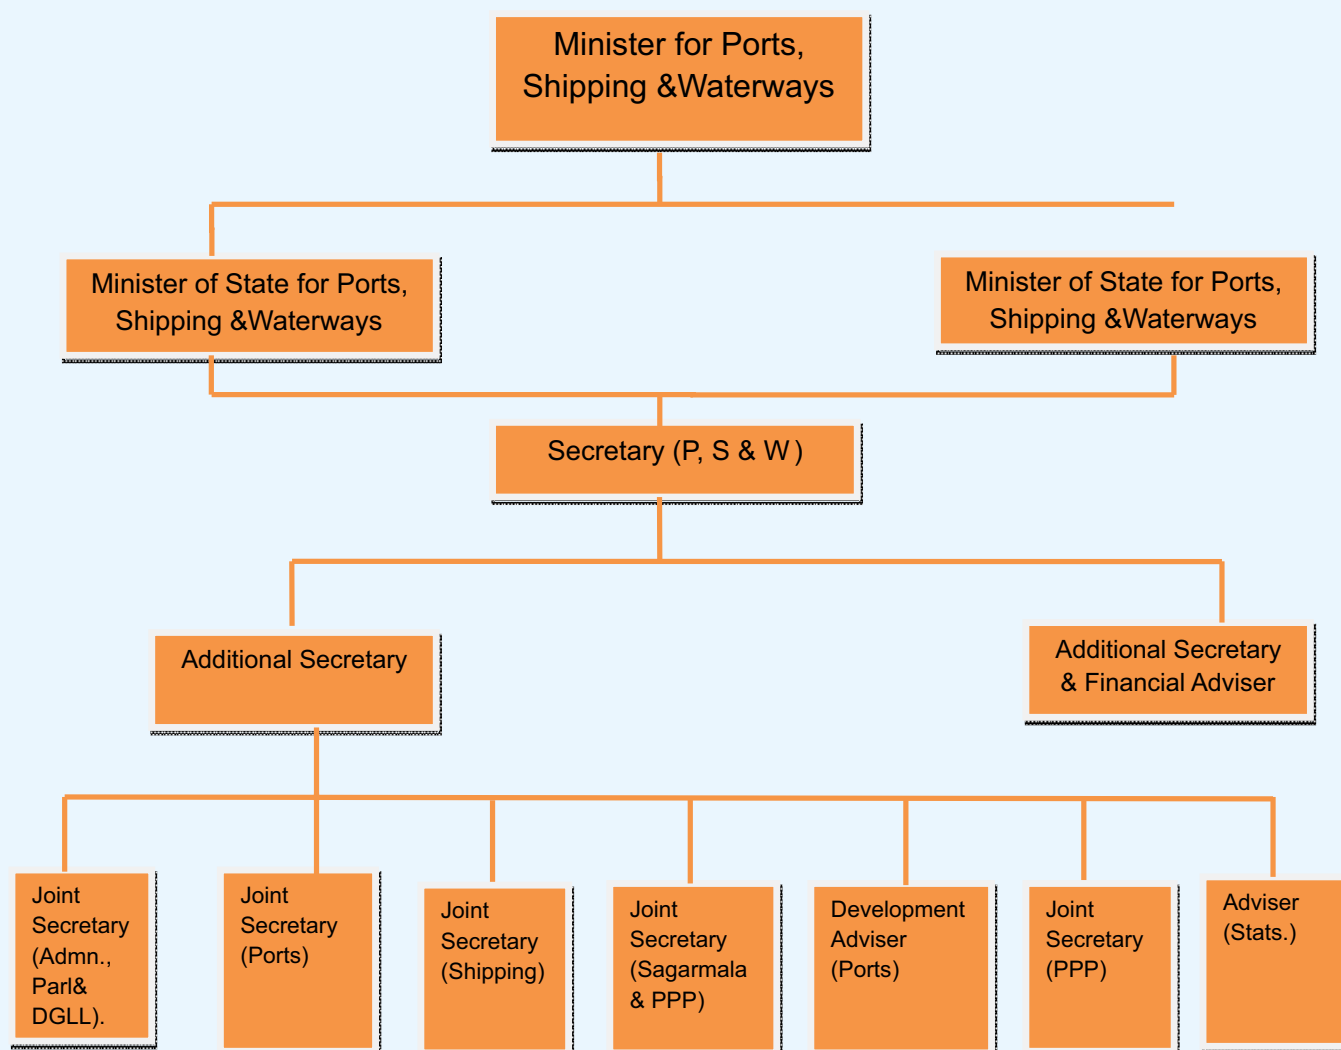 Minister for Ports,
Shipping &Waterways
Minister of State for Ports,
Shipping &Waterways
Minister of State for Ports,
Shipping &Waterways
Secretary (P, S & W )
Additional Secretary
Additional Secretary
& Financial Adviser
Joint
Secretary
(Admn.,
Parl&
DGLL).
Joint
Secretary
(Ports)
Joint
Secretary
(Shipping)
Joint
Secretary
(Sagarmala
& PPP)
Development
Adviser
(Ports)
Joint
Secretary
(PPP)
Adviser
(Stats.)